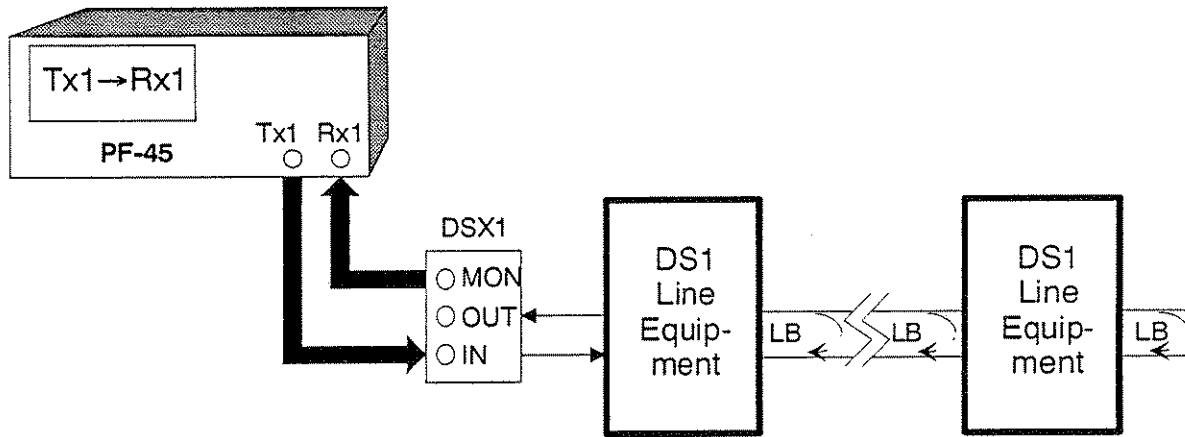 Tx1→Rx1
Tx1 Rx1
PF-45
DSX1
MON
OUT
IN
DS1
Line
Equip-
ment
LB
LB
DS1
Line
Equip-
ment
LB